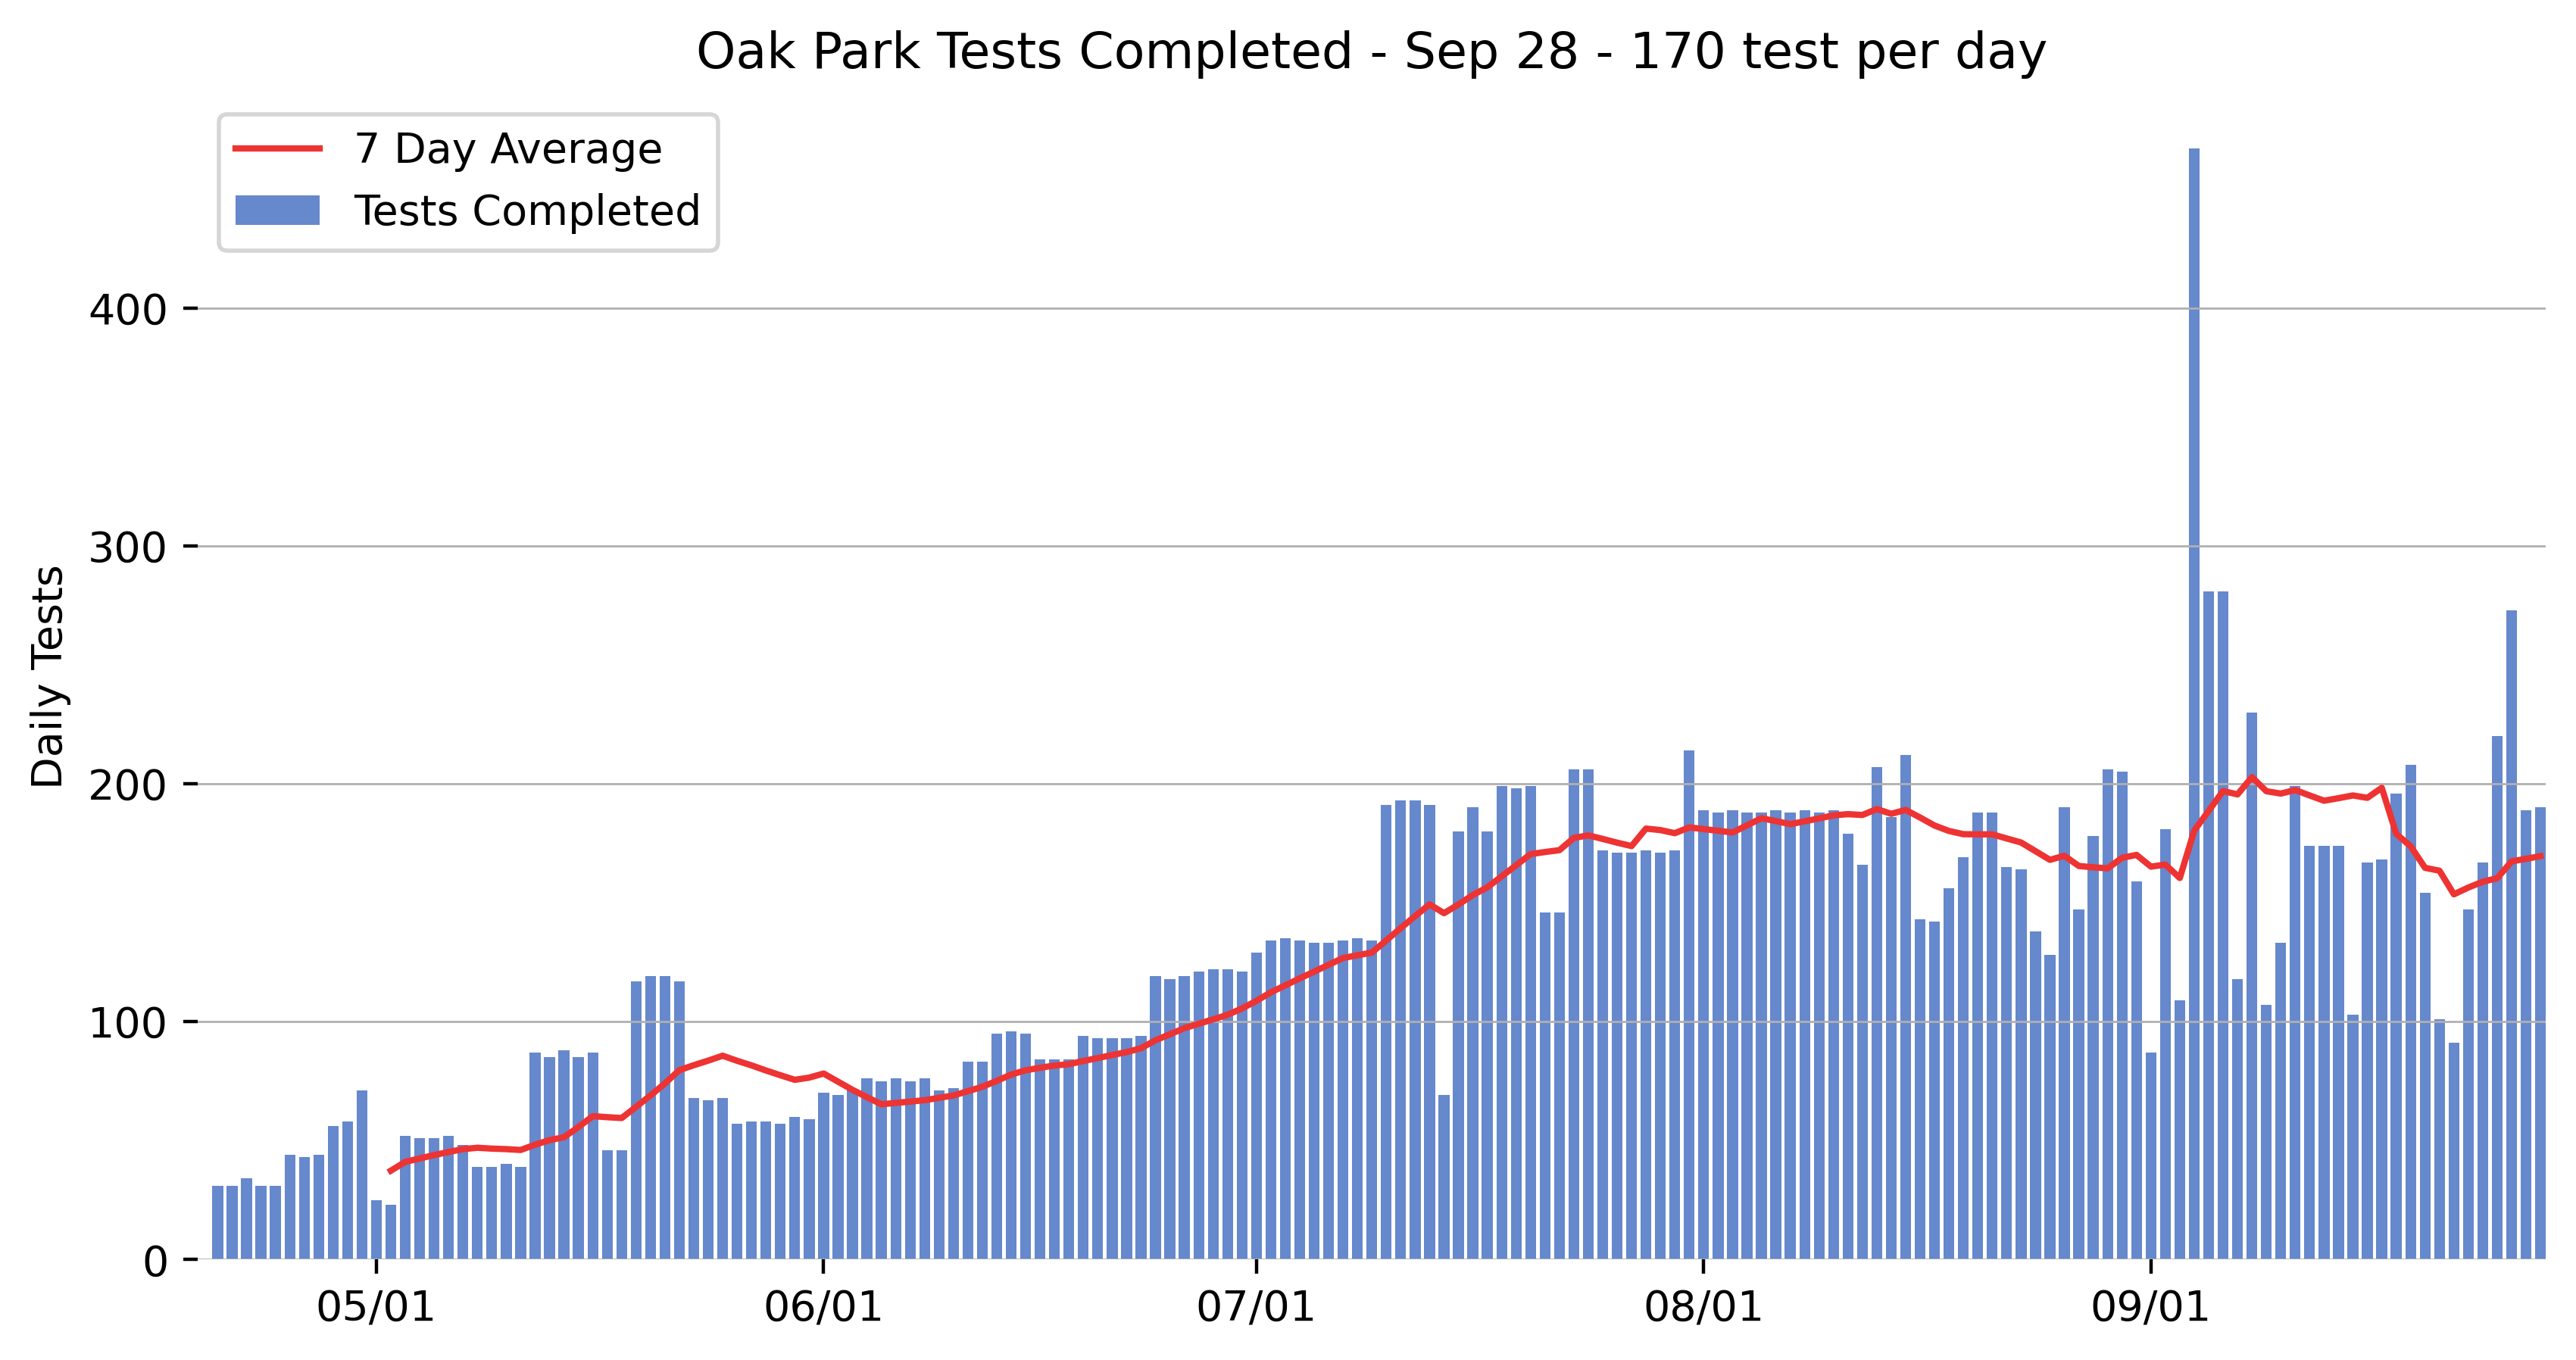 Oak Park Tests Completed - Sep 28 - 170 test per day
7 Day Average
Tests Completed
Daily Tests
400
300
200
100
0
05/01
06/01
07/01
08/01
09/01